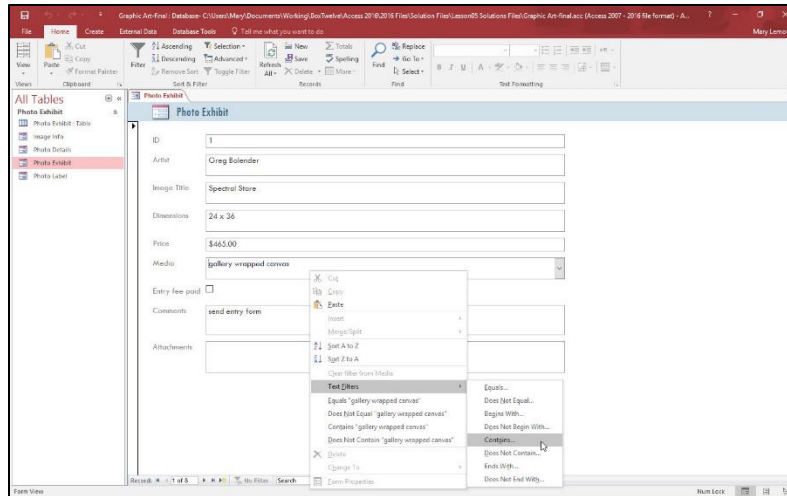 Graphic Art-Final : Database- C:\Users\Mary\Documents\Working\BoxTwelve\Access 2016\2016 Files\Solution Files\Lesson05 Solutions Files\Graphic Art-final.acc (Access 2007 - 2016 file format) - A...
File Home Create External Data Database Tools Tell me what you want to do
Mary Lemo
View
Paste
Cut
Copy
Format Painter
Filter
Ascending
Descending
Remove Sort
Selection
Advanced
Toggle Filter
Refresh All
New
Save
Delete
Totals
Spelling
More
Find
Replace
Go To
Select
B I U
Views Clipboard Sort & Filter Records Find Text Formatting
All Tables
Photo Exhibit
Photo Exhibit : Table
Image Info
Photo Details
Photo Exhibit
Photo Label
Photo Exhibit
Photo Exhibit
ID 1
Artist Greg Bolender
Image Title Spectral Stare
Dimensions 24 x 36
Price $465.00
Media gallery wrapped canvas
Entry fee paid
Comments send entry form
Attachments
Cut
Copy
Paste
Insert
Merge/Split
Sort A to Z
Sort Z to A
Clear filter from Media
Text Filters
Equals "gallery wrapped canvas"
Does Not Equal "gallery wrapped canvas"
Contains "gallery wrapped canvas"
Does Not Contain "gallery wrapped canvas"
Delete
Change To
Form Properties
Equals...
Does Not Equal...
Begins With...
Does Not Begin With...
Contains...
Does Not Contain...
Ends With...
Does Not End With...
Record: 1 of 8 No Filter Search
Form View
Num Lock